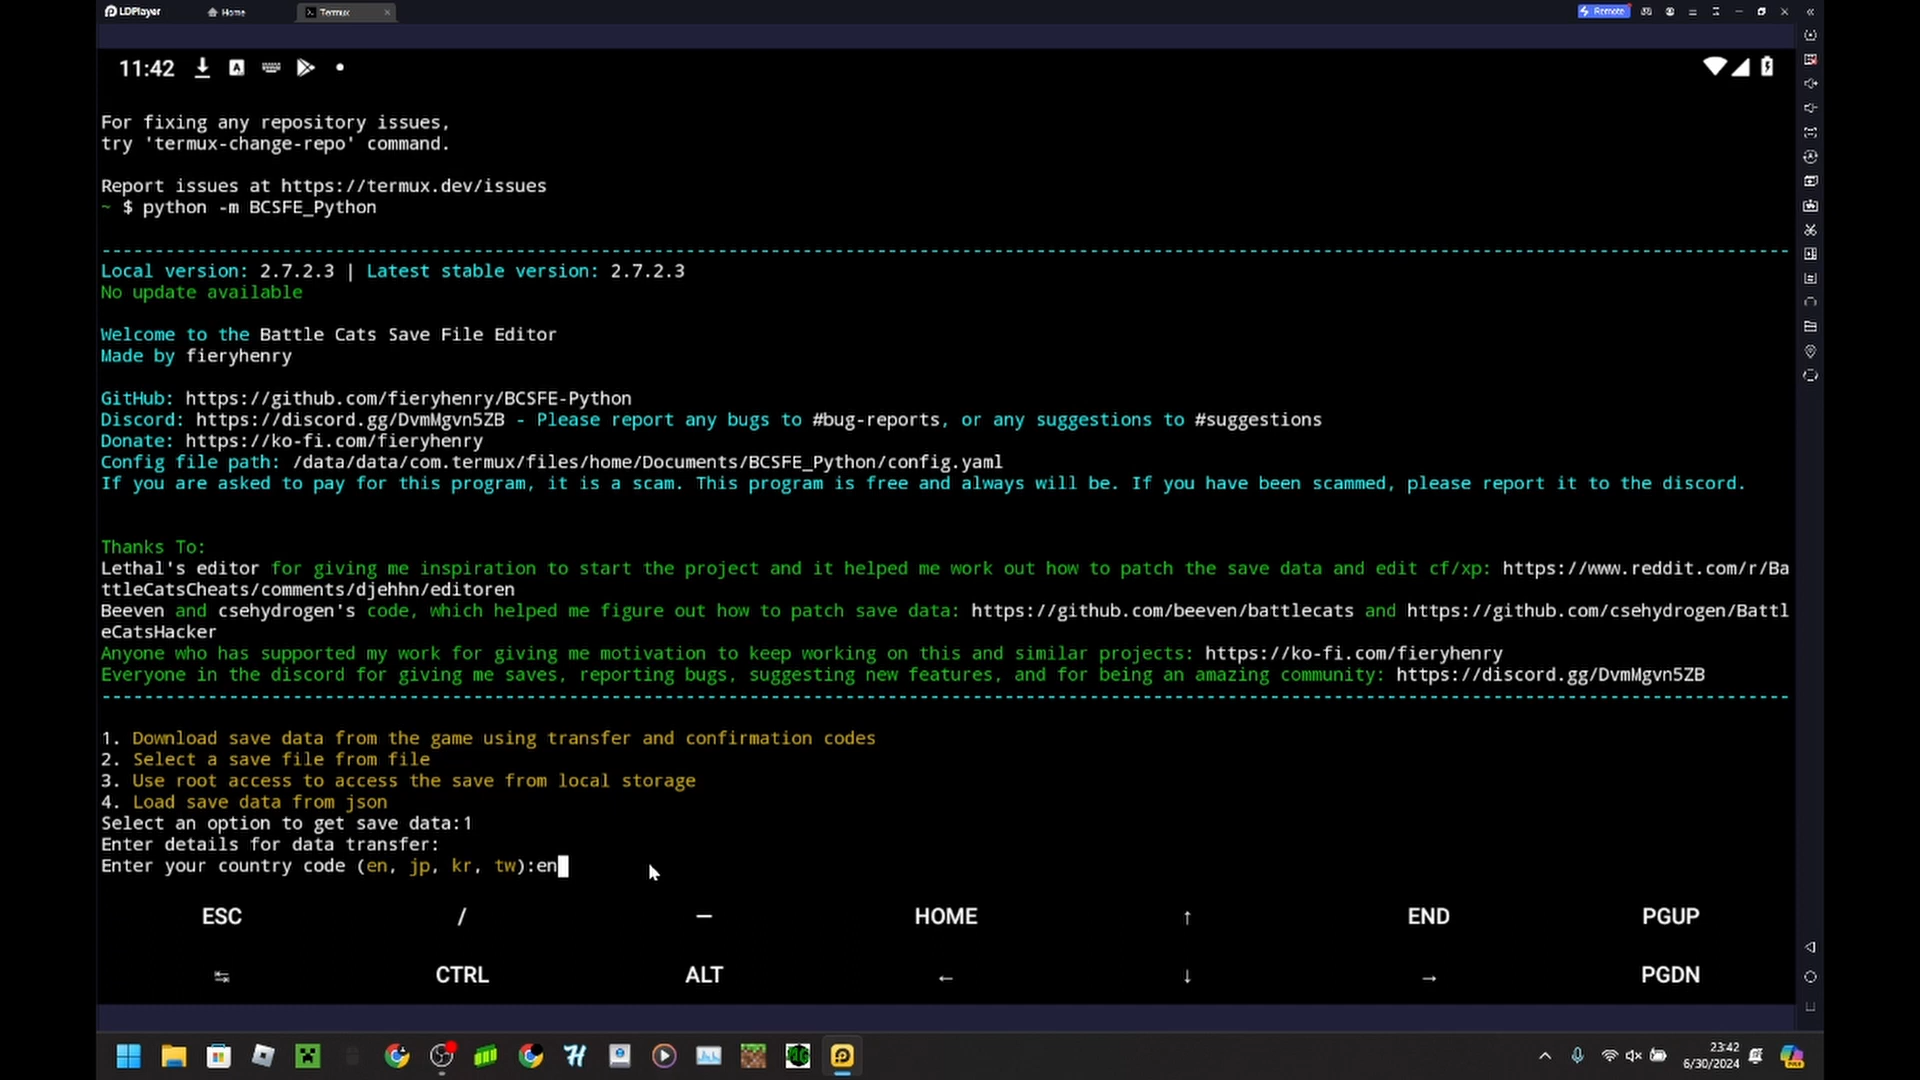 LDPlayer
Home
Termux
Remote
11:42
For fixing any repository issues,
try 'termux-change-repo' command.
Report issues at https://termux.dev/issues
~ $ python -m BCSFE_Python
Local version: 2.7.2.3 | Latest stable version: 2.7.2.3
No update available
Welcome to the Battle Cats Save File Editor
Made by fieryhenry
GitHub: https://github.com/fieryhenry/BCSFE-Python
Discord: https://discord.gg/DvmMgvn5ZB - Please report any bugs to #bug-reports, or any suggestions to #suggestions
Donate: https://ko-fi.com/fieryhenry
Config file path: /data/data/com.termux/files/home/Documents/BCSFE_Python/config.yaml
If you are asked to pay for this program, it is a scam. This program is free and always will be. If you have been scammed, please report it to the discord.
Thanks To:
Lethal's editor for giving me inspiration to start the project and it helped me work out how to patch the save data and edit cf/xp: https://www.reddit.com/r/Ba
ttleCatsCheats/comments/djehhn/editoren
Beeven and csehydrogen's code, which helped me figure out how to patch save data: https://github.com/beeven/battlecats and https://github.com/csehydrogen/Battl
eCatsHacker
Anyone who has supported my work for giving me motivation to keep working on this and similar projects: https://ko-fi.com/fieryhenry
Everyone in the discord for giving me saves, reporting bugs, suggesting new features, and for being an amazing community: https://discord.gg/DvmMgvn5ZB
1. Download save data from the game using transfer and confirmation codes
2. Select a save file from file
3. Use root access to access the save from local storage
4. Load save data from json
Select an option to get save data:1
Enter details for data transfer:
Enter your country code (en, jp, kr, tw):en
ESC / — HOME ↑ END PGUP
CTRL ALT ← ↓ → PGDN
23:42
6/30/2024